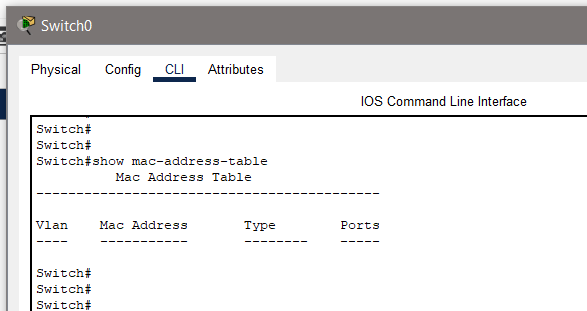 Switch0
Physical Config CLI Attributes
IOS Command Line Interface
Switch#
Switch#
Switch#show mac-address-table
Mac Address Table
-------------------------------------------
Vlan Mac Address Type Ports
---- ----------- -------- -----
Switch#
Switch#
Switch#